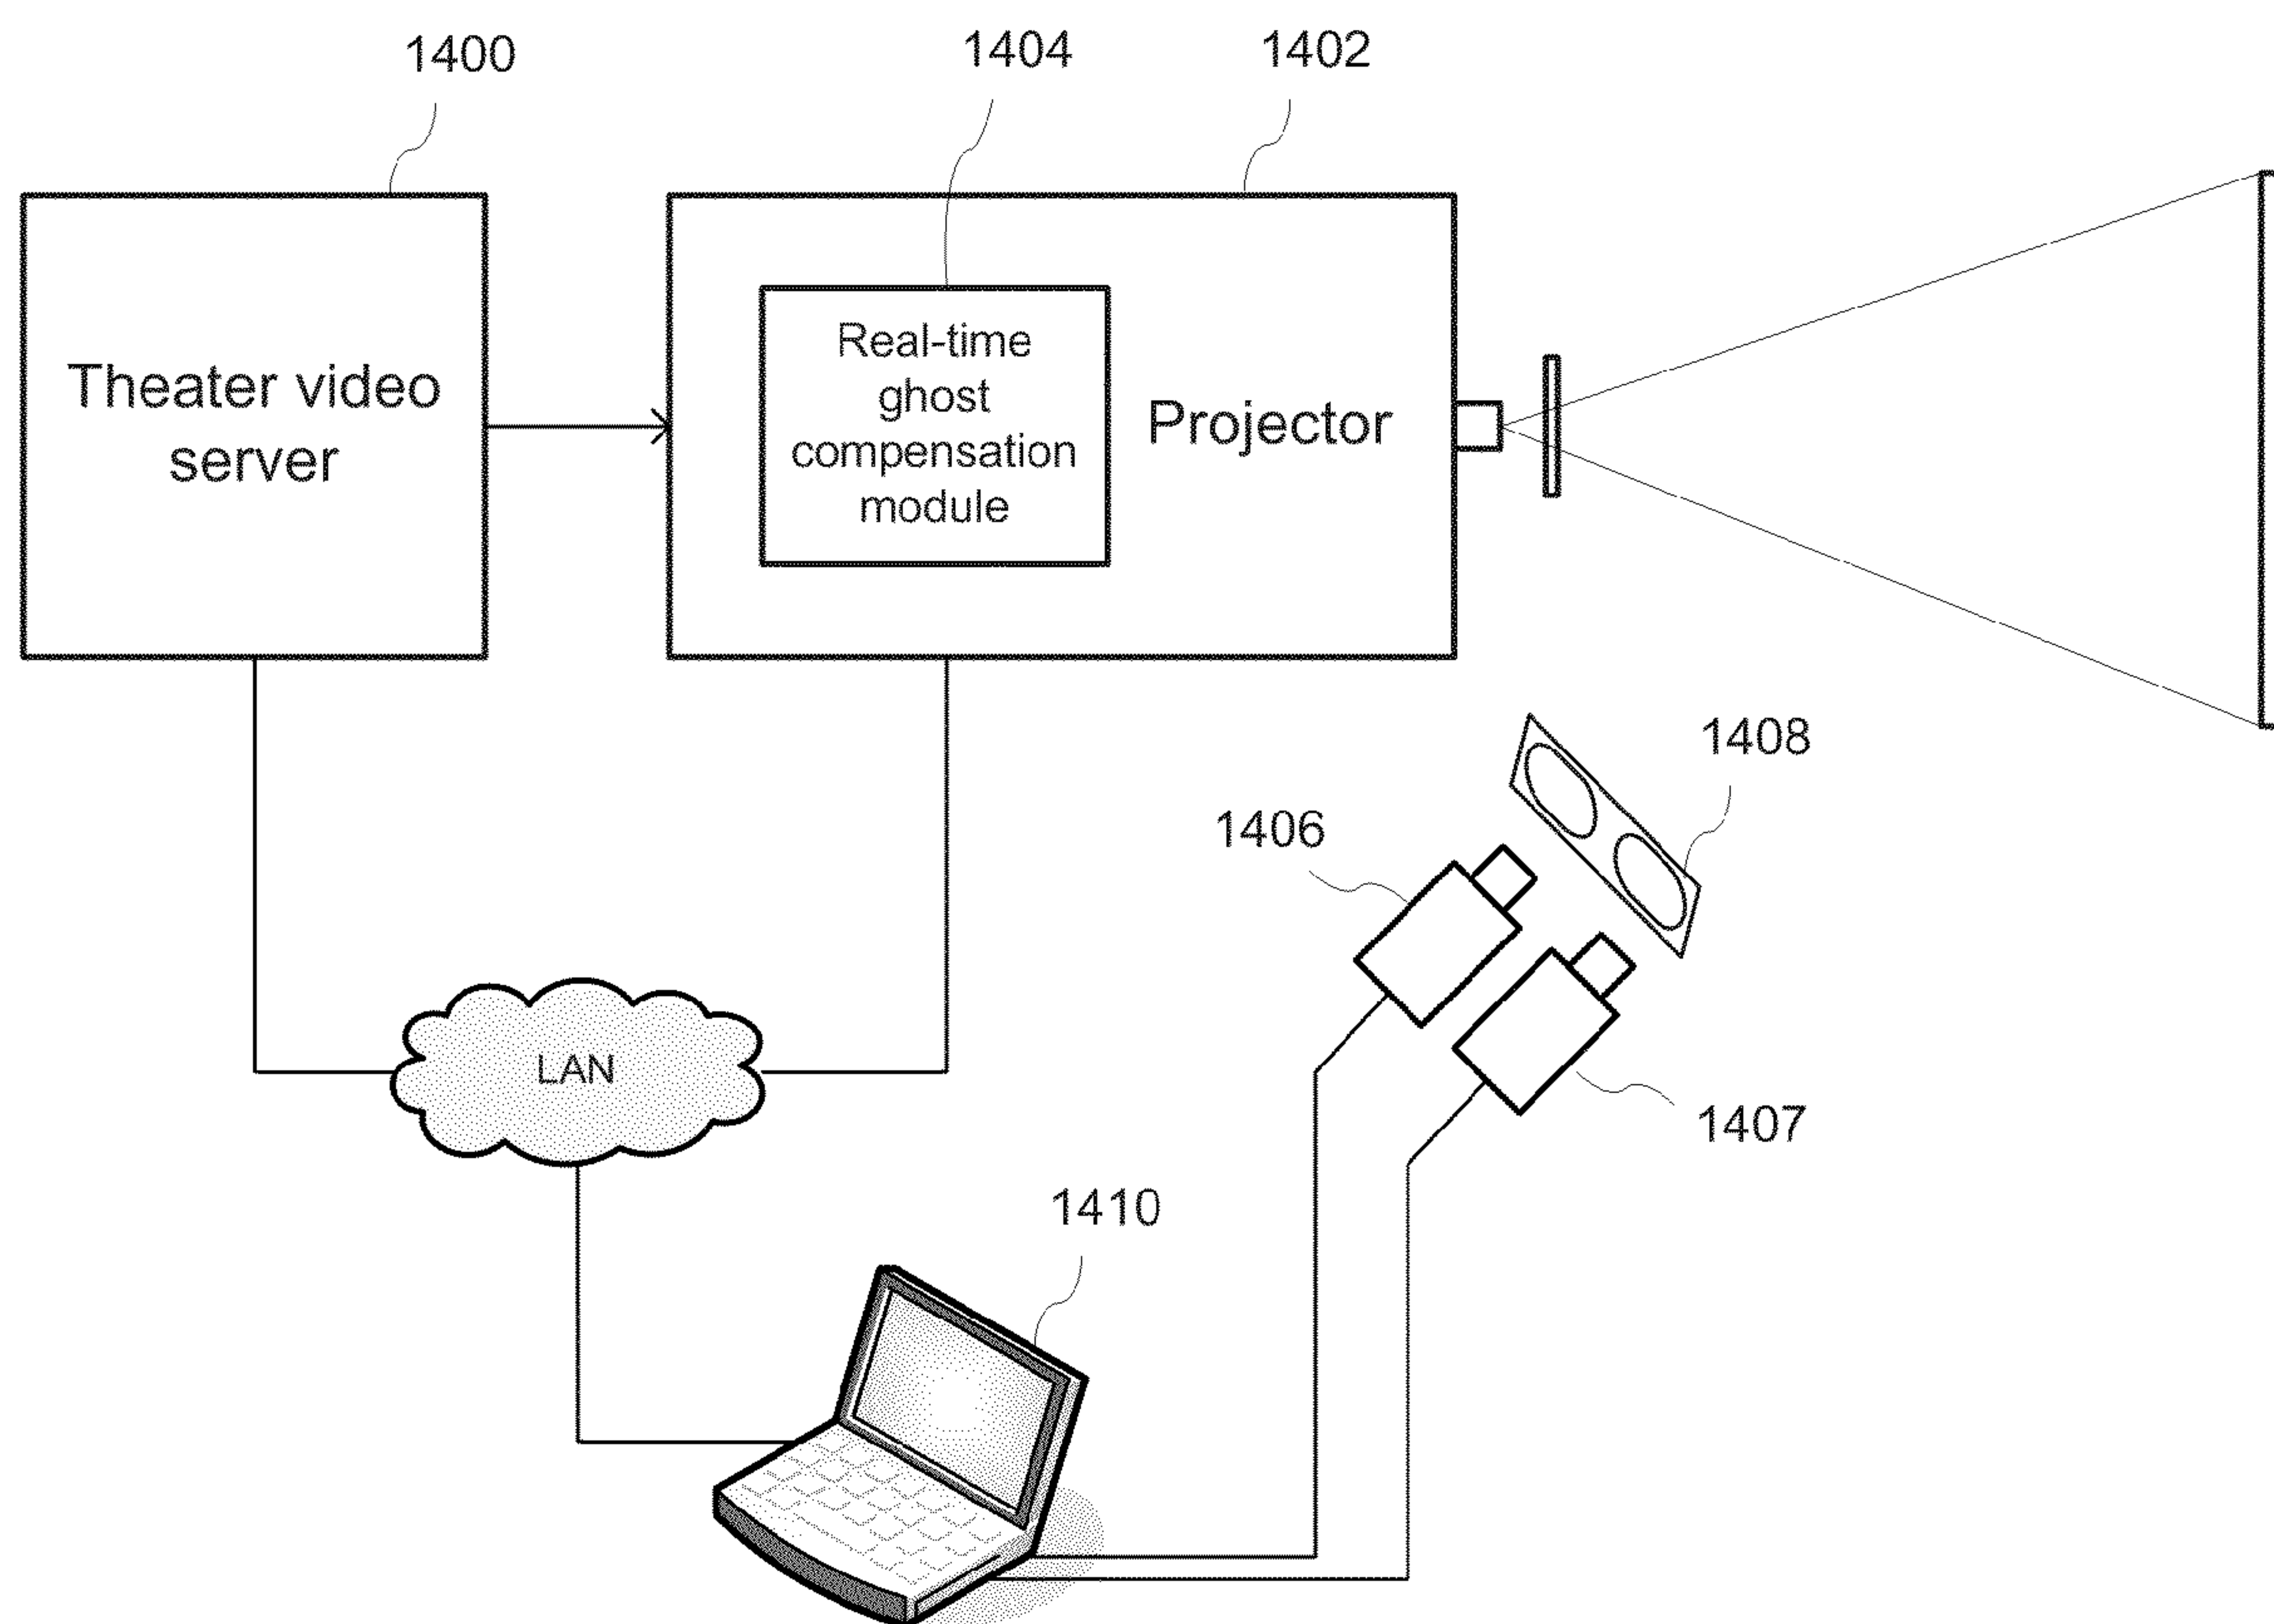 1400
1404
1402
Theater video
server
Real-time
ghost
compensation
module
Projector
1408
1406
LAN
1407
1410